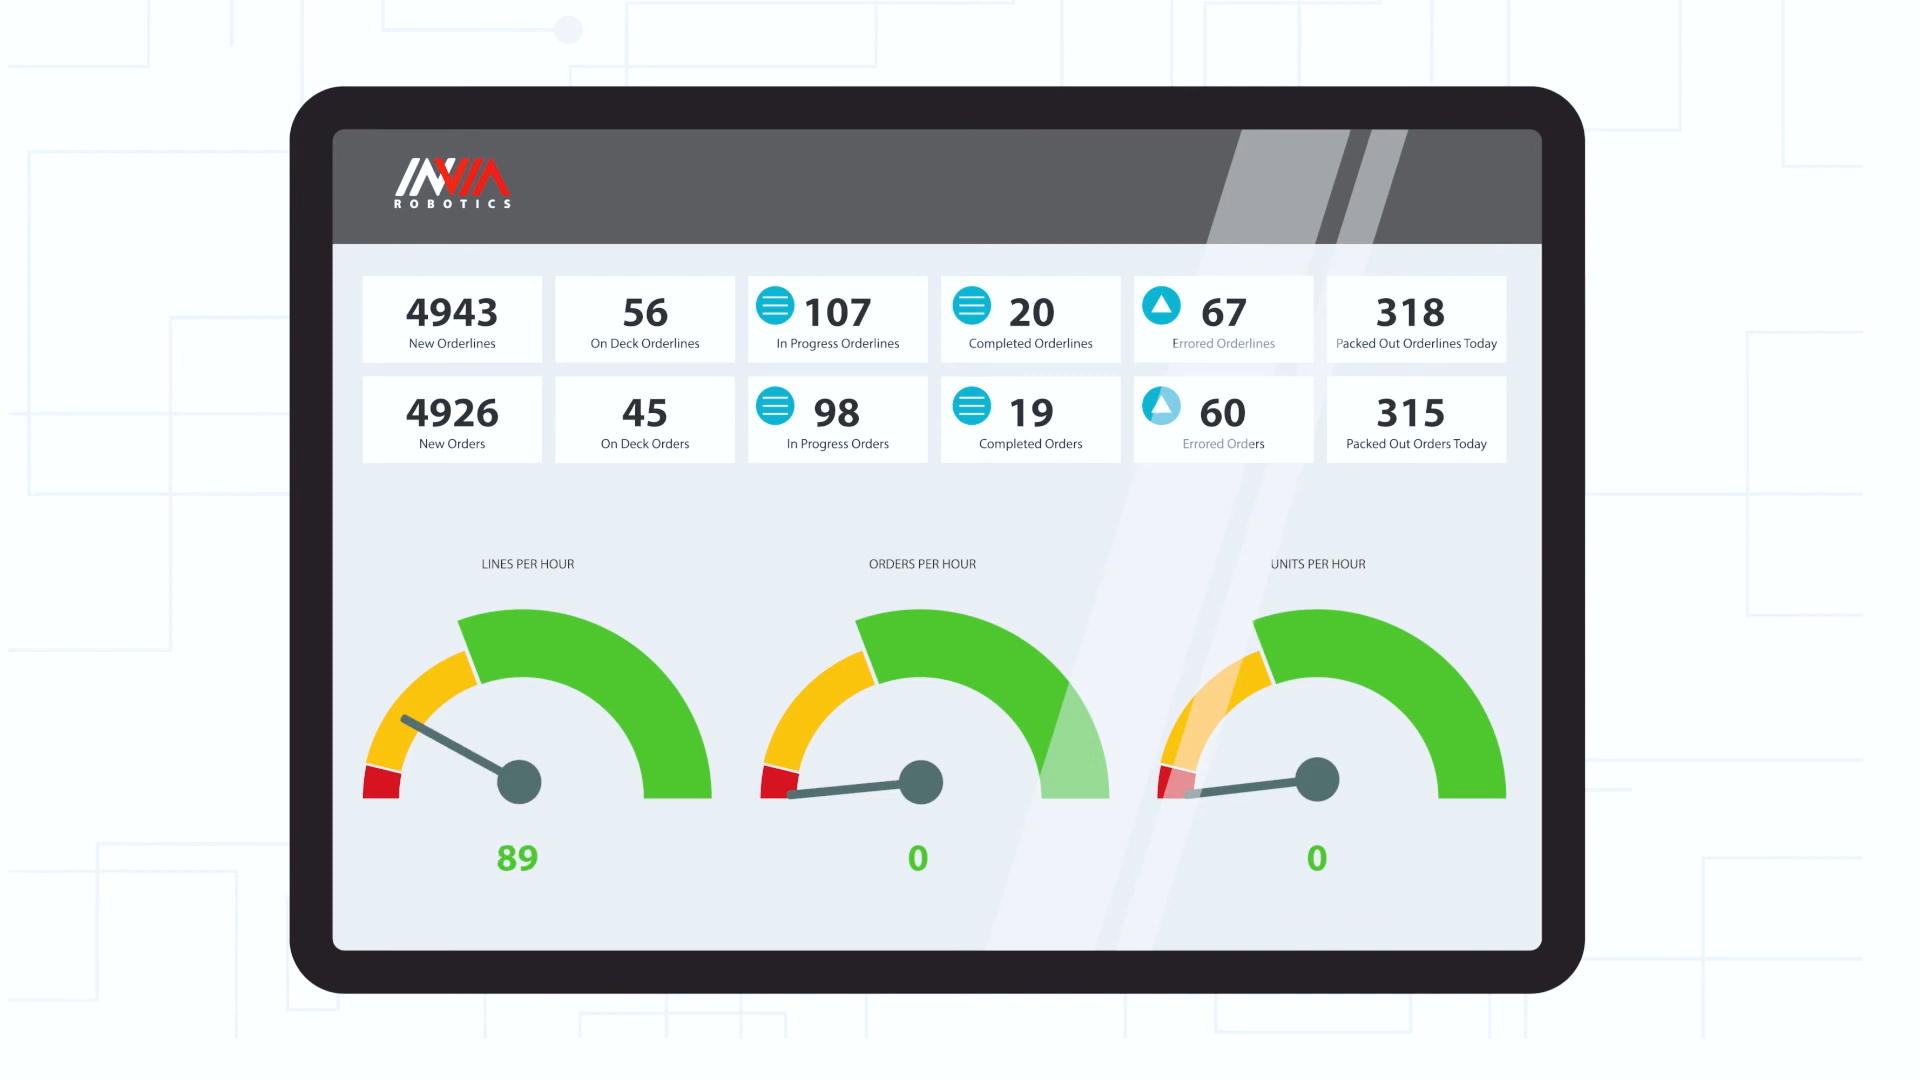 INVIA
ROBOTICS
4943
New Orderlines
56
On Deck Orderlines
107
In Progress Orderlines
20
Completed Orderlines
67
Errored Orderlines
318
Packed Out Orderlines Today
4926
New Orders
45
On Deck Orders
98
In Progress Orders
19
Completed Orders
60
Errored Orders
315
Packed Out Orders Today
LINES PER HOUR
ORDERS PER HOUR
UNITS PER HOUR
89
0
0